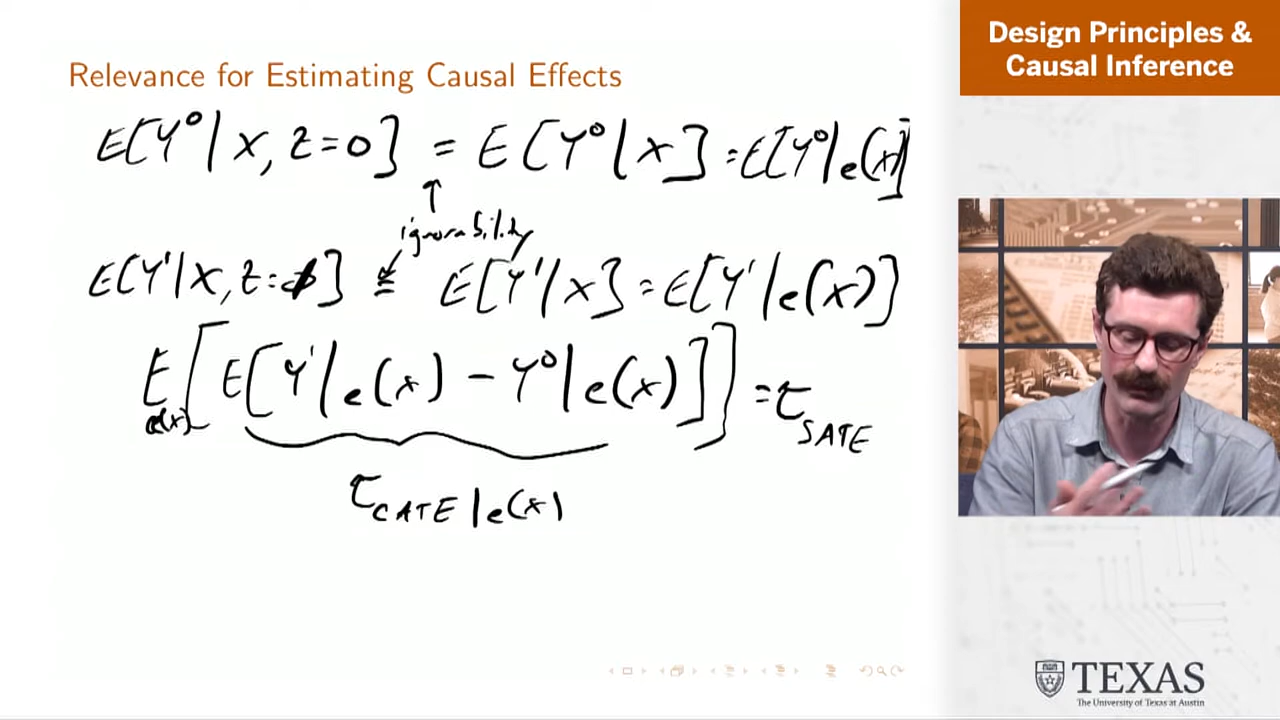 Relevance for Estimating Causal Effects
E[Y⁰|x, z=0] = E[Y⁰|x] = E[Y⁰|e(x)]
↑
ignorability
E[Y¹|x, z=1] = E[Y¹|x] = E[Y¹|e(x)]
E_e(x)[E[Y¹|e(x) - Y⁰|e(x)]] = τ_SATE
τ_CATE|e(x)
Design Principles &
Causal Inference
TEXAS
The University of Texas at Austin